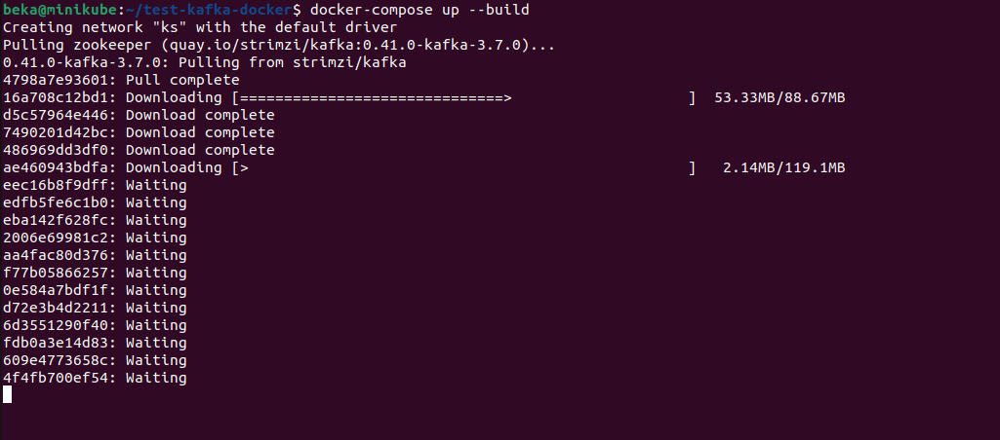 beka@minikube:~/test-kafka-docker$ docker-compose up --build
Creating network "ks" with the default driver
Pulling zookeeper (quay.io/strimzi/kafka:0.41.0-kafka-3.7.0)...
0.41.0-kafka-3.7.0: Pulling from strimzi/kafka
4798a7e93601: Pull complete
16a708c12bd1: Downloading [==============================>                    ]  53.33MB/88.67MB
d5c57964e446: Download complete
7490201d42bc: Download complete
486969dd3df0: Download complete
ae460943bdfa: Downloading [>                                                  ]   2.14MB/119.1MB
eec16b8f9dff: Waiting
edfb5fe6c1b0: Waiting
eba142f628fc: Waiting
2006e69981c2: Waiting
aa4fac80d376: Waiting
f77b05866257: Waiting
0e584a7bdf1f: Waiting
d72e3b4d2211: Waiting
6d3551290f40: Waiting
fdb0a3e14d83: Waiting
609e4773658c: Waiting
4f4fb700ef54: Waiting